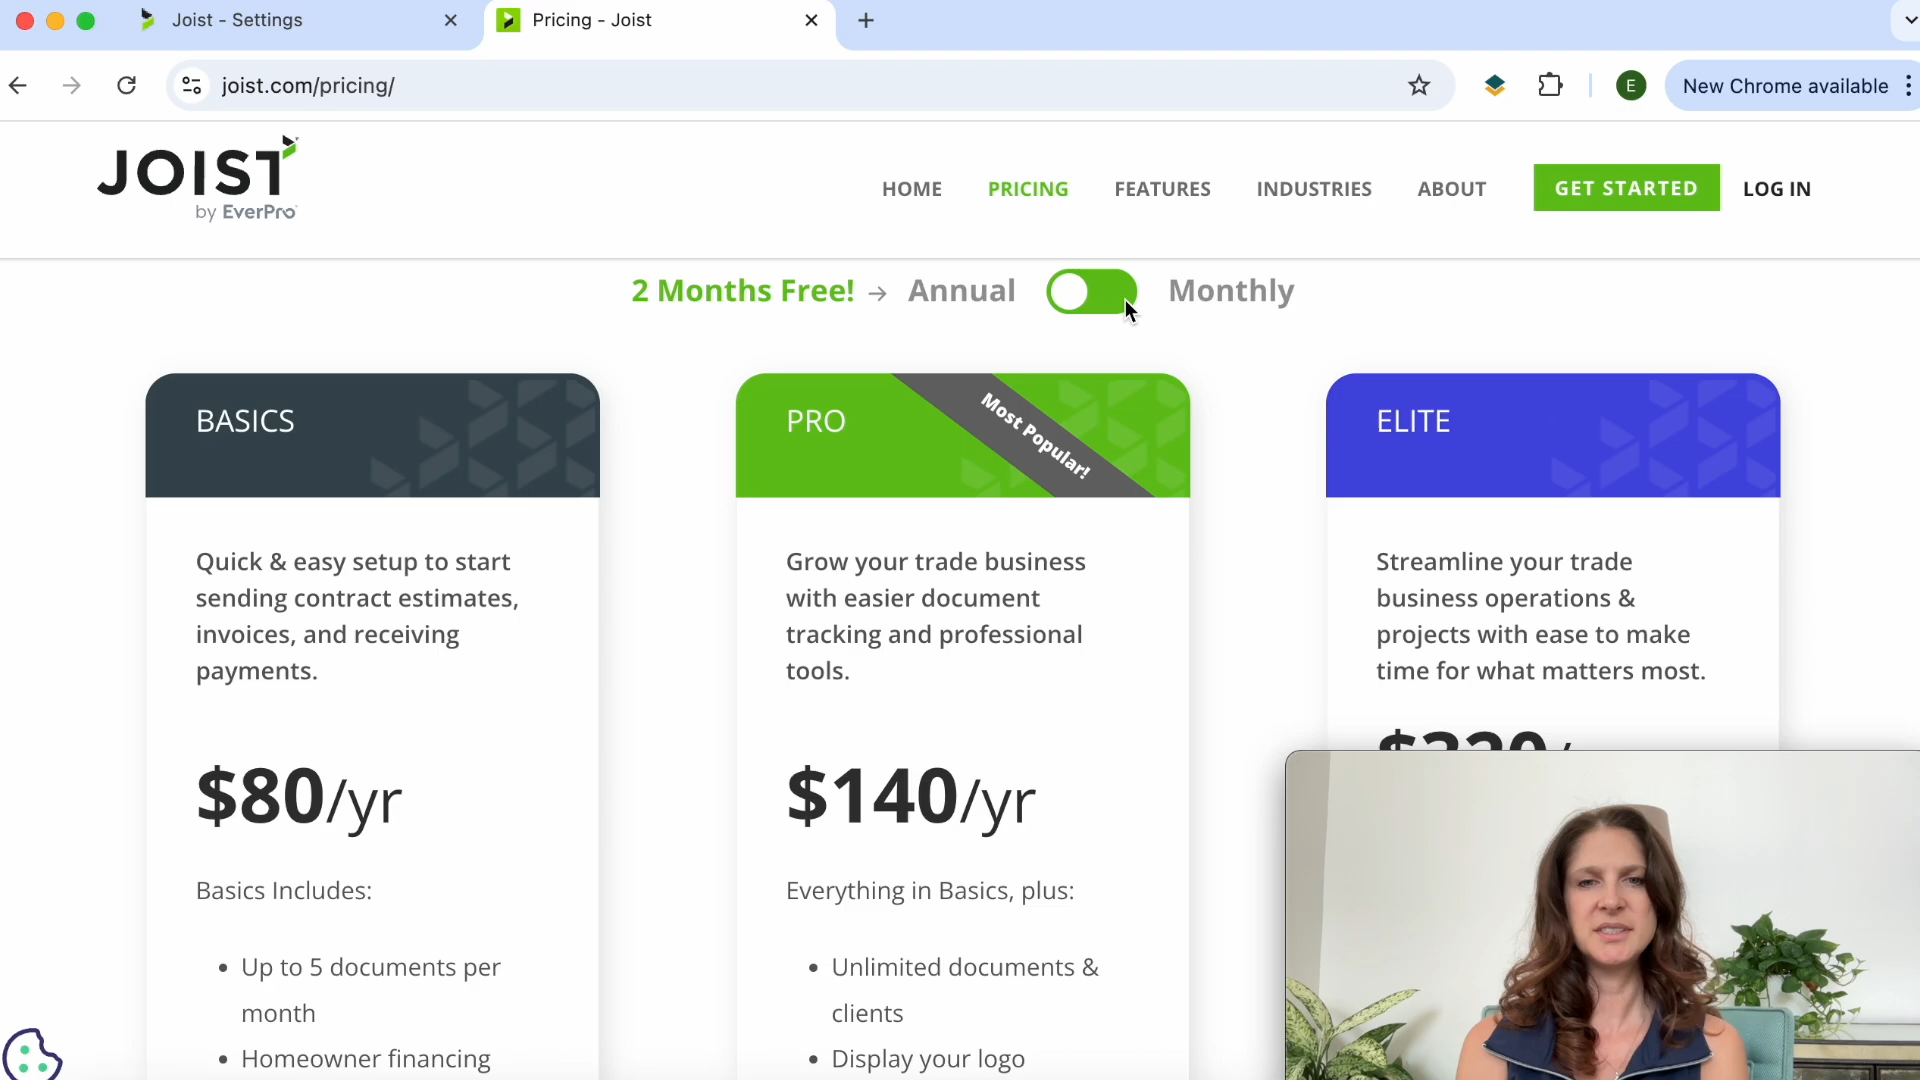 Joist - Settings
Pricing - Joist
joist.com/pricing/
E
New Chrome available
JOIST
by EverPro
HOME
PRICING
FEATURES
INDUSTRIES
ABOUT
GET STARTED
LOG IN
2 Months Free! → Annual
Monthly
BASICS
Quick & easy setup to start
sending contract estimates,
invoices, and receiving
payments.
$80/yr
Basics Includes:
• Up to 5 documents per
month
• Homeowner financing
PRO
Most Popular!
Grow your trade business
with easier document
tracking and professional
tools.
$140/yr
Everything in Basics, plus:
• Unlimited documents &
clients
• Display your logo
ELITE
Streamline your trade
business operations &
projects with ease to make
time for what matters most.